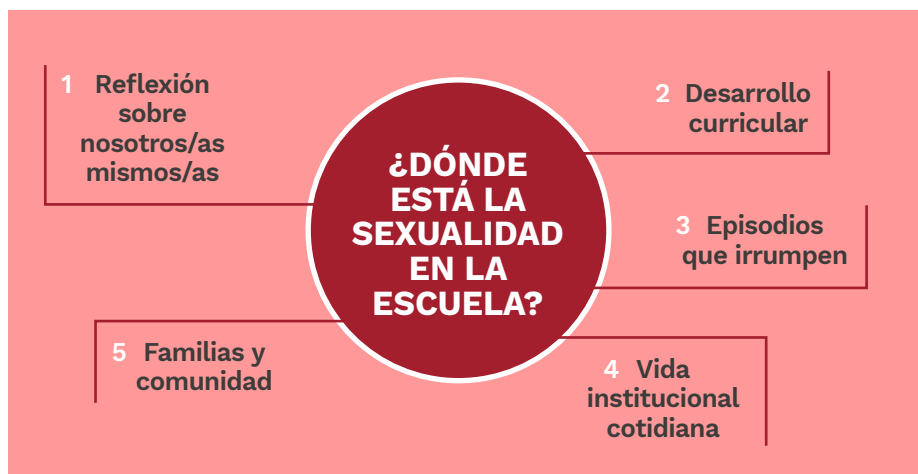 1 Reflexión
sobre
nosotros/as
mismos/as
¿DÓNDE
ESTÁ LA
SEXUALIDAD
EN LA
ESCUELA?
2 Desarrollo
curricular
3 Episodios
que irrumpen
4 Vida
institucional
cotidiana
5 Familias y
comunidad